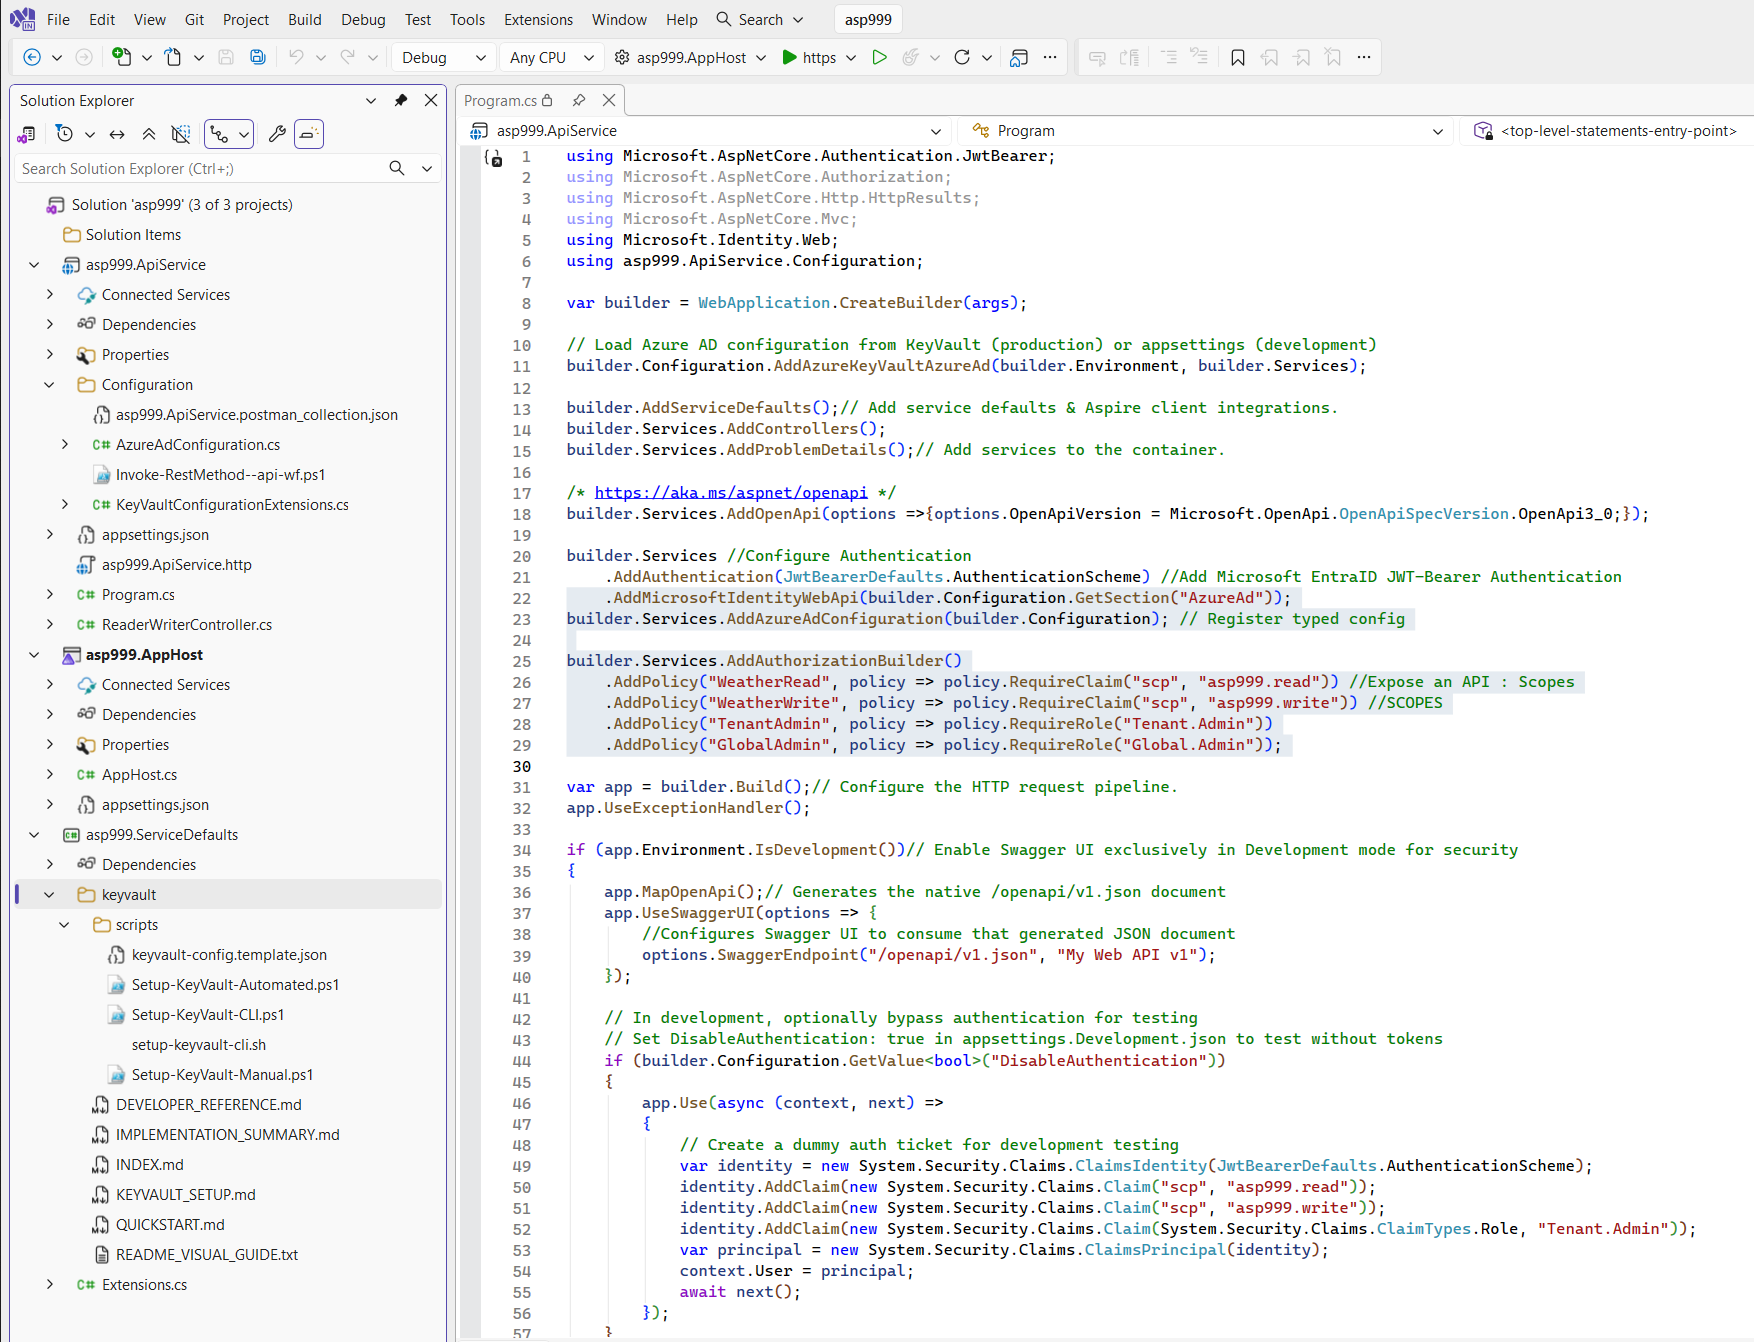 File Edit View Git Project Build Debug Test Tools Extensions Window Help Search asp999
Debug Any CPU asp999.AppHost https
Solution Explorer
Search Solution Explorer (Ctrl+;)
Solution 'asp999' (3 of 3 projects)
Solution Items
asp999.ApiService
Connected Services
Dependencies
Properties
Configuration
asp999.ApiService.postman_collection.json
C# AzureAdConfiguration.cs
Invoke-RestMethod--api-wf.ps1
C# KeyVaultConfigurationExtensions.cs
appsettings.json
asp999.ApiService.http
C# Program.cs
C# ReaderWriterController.cs
asp999.AppHost
Connected Services
Dependencies
Properties
C# AppHost.cs
appsettings.json
asp999.ServiceDefaults
Dependencies
keyvault
scripts
keyvault-config.template.json
Setup-KeyVault-Automated.ps1
Setup-KeyVault-CLI.ps1
setup-keyvault-cli.sh
Setup-KeyVault-Manual.ps1
DEVELOPER_REFERENCE.md
IMPLEMENTATION_SUMMARY.md
INDEX.md
KEYVAULT_SETUP.md
QUICKSTART.md
README_VISUAL_GUIDE.txt
C# Extensions.cs
Program.cs
asp999.ApiService Program <top-level-statements-entry-point>
1 using Microsoft.AspNetCore.Authentication.JwtBearer;
2 using Microsoft.AspNetCore.Authorization;
3 using Microsoft.AspNetCore.Http.HttpResults;
4 using Microsoft.AspNetCore.Mvc;
5 using Microsoft.Identity.Web;
6 using asp999.ApiService.Configuration;
7
8 var builder = WebApplication.CreateBuilder(args);
9
10 // Load Azure AD configuration from KeyVault (production) or appsettings (development)
11 builder.Configuration.AddAzureKeyVaultAzureAd(builder.Environment, builder.Services);
12
13 builder.AddServiceDefaults();// Add service defaults & Aspire client integrations.
14 builder.Services.AddControllers();
15 builder.Services.AddProblemDetails();// Add services to the container.
16
17 /* https://aka.ms/aspnet/openapi */
18 builder.Services.AddOpenApi(options =>{options.OpenApiVersion = Microsoft.OpenApi.OpenApiSpecVersion.OpenApi3_0;});
19
20 builder.Services //Configure Authentication
21 .AddAuthentication(JwtBearerDefaults.AuthenticationScheme) //Add Microsoft EntraID JWT-Bearer Authentication
22 .AddMicrosoftIdentityWebApi(builder.Configuration.GetSection("AzureAd"));
23 builder.Services.AddAzureAdConfiguration(builder.Configuration); // Register typed config
24
25 builder.Services.AddAuthorizationBuilder()
26 .AddPolicy("WeatherRead", policy => policy.RequireClaim("scp", "asp999.read")) //Expose an API : Scopes
27 .AddPolicy("WeatherWrite", policy => policy.RequireClaim("scp", "asp999.write")) //SCOPES
28 .AddPolicy("TenantAdmin", policy => policy.RequireRole("Tenant.Admin"))
29 .AddPolicy("GlobalAdmin", policy => policy.RequireRole("Global.Admin"));
30
31 var app = builder.Build();// Configure the HTTP request pipeline.
32 app.UseExceptionHandler();
33
34 if (app.Environment.IsDevelopment())// Enable Swagger UI exclusively in Development mode for security
35 {
36 app.MapOpenApi();// Generates the native /openapi/v1.json document
37 app.UseSwaggerUI(options => {
38 //Configures Swagger UI to consume that generated JSON document
39 options.SwaggerEndpoint("/openapi/v1.json", "My Web API v1");
40 });
41
42 // In development, optionally bypass authentication for testing
43 // Set DisableAuthentication: true in appsettings.Development.json to test without tokens
44 if (builder.Configuration.GetValue<bool>("DisableAuthentication"))
45 {
46 app.Use(async (context, next) =>
47 {
48 // Create a dummy auth ticket for development testing
49 var identity = new System.Security.Claims.ClaimsIdentity(JwtBearerDefaults.AuthenticationScheme);
50 identity.AddClaim(new System.Security.Claims.Claim("scp", "asp999.read"));
51 identity.AddClaim(new System.Security.Claims.Claim("scp", "asp999.write"));
52 identity.AddClaim(new System.Security.Claims.Claim(System.Security.Claims.ClaimTypes.Role, "Tenant.Admin"));
53 var principal = new System.Security.Claims.ClaimsPrincipal(identity);
54 context.User = principal;
55 await next();
56 });
57 }